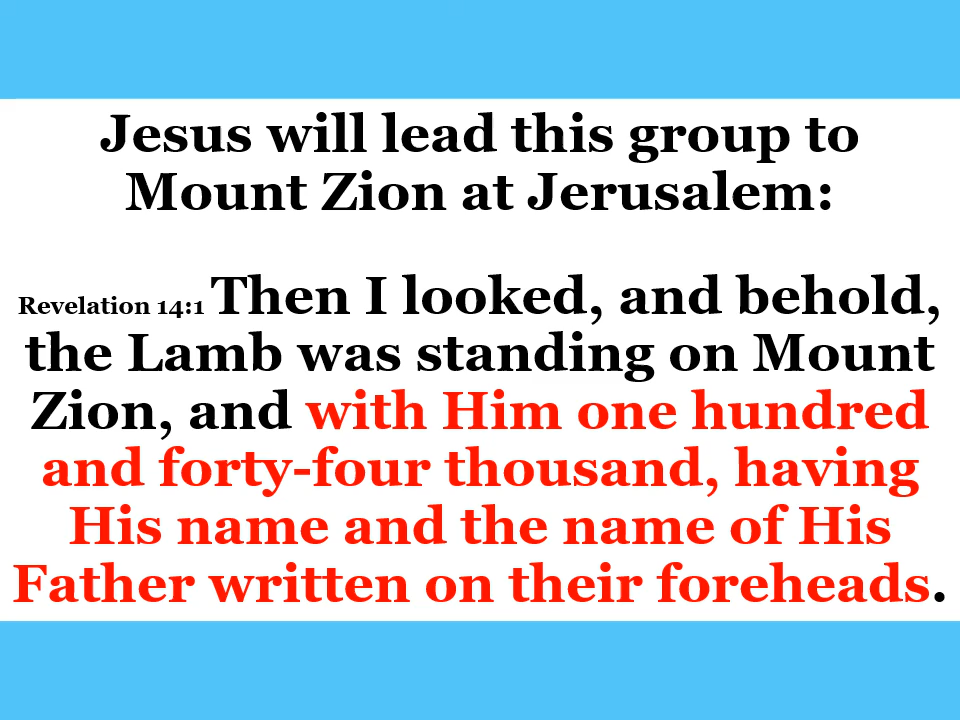 Jesus will lead this group to
Mount Zion at Jerusalem:
Revelation 14:1 Then I looked, and behold,
the Lamb was standing on Mount
Zion, and with Him one hundred
and forty-four thousand, having
His name and the name of His
Father written on their foreheads.